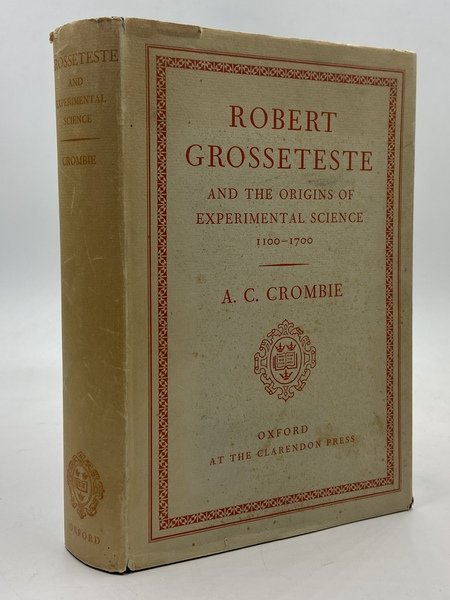 GROSSETESTE
AND
EXPERIMENTAL
SCIENCE
CROMBIE
OXFORD
ROBERT
GROSSETESTE
AND THE ORIGINS OF
EXPERIMENTAL SCIENCE
1100–1700
A. C. CROMBIE
OXFORD
AT THE CLARENDON PRESS